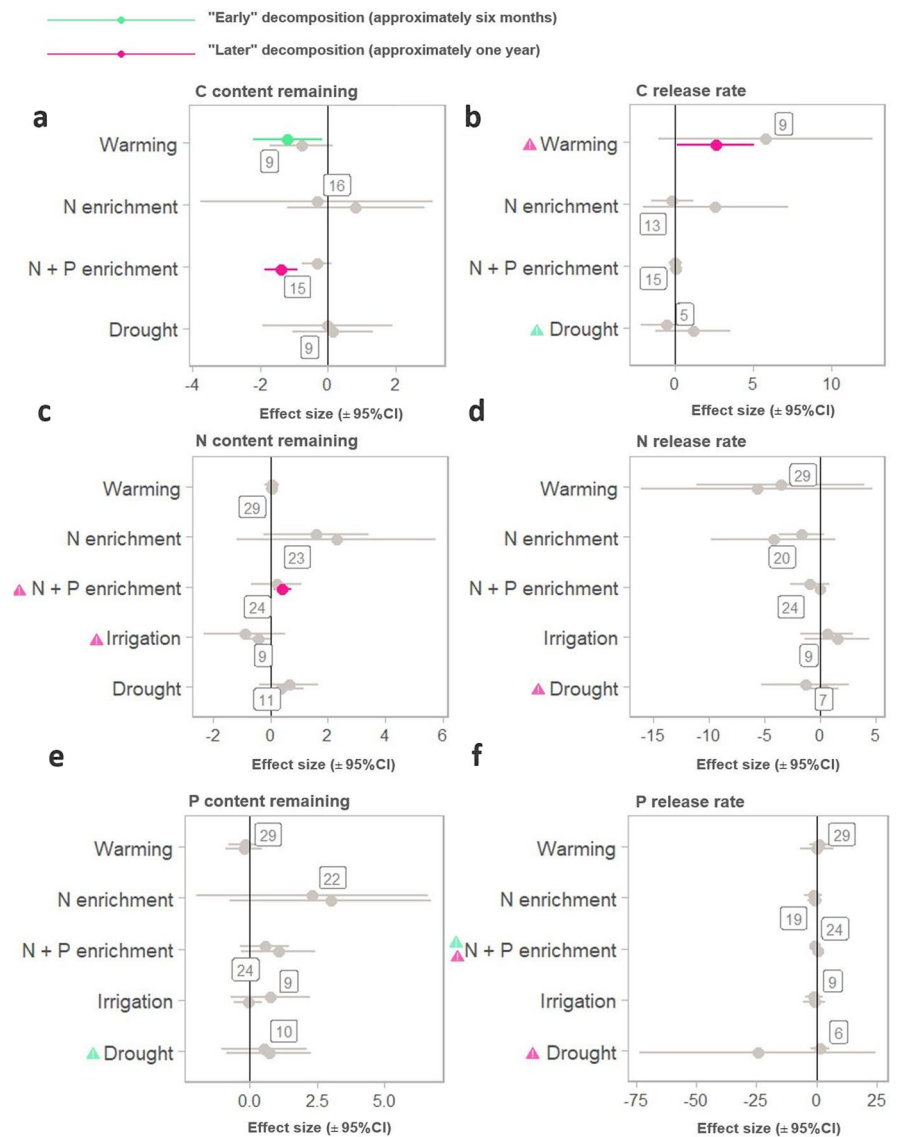 "Early" decomposition (approximately six months)
"Later" decomposition (approximately one year)
a
C content remaining
Warming
9
16
N enrichment
N + P enrichment
15
Drought
9
-4 -2 0 2
Effect size (± 95%CI)
b
C release rate
9
Warming
N enrichment
13
N + P enrichment
15
5
Drought
0 5 10
Effect size (± 95%CI)
c
N content remaining
Warming
29
N enrichment
23
N + P enrichment
24
Irrigation
9
Drought
11
-2 0 2 4 6
Effect size (± 95%CI)
d
N release rate
29
Warming
N enrichment
20
N + P enrichment
24
Irrigation
9
Drought
7
-15 -10 -5 0 5
Effect size (± 95%CI)
e
P content remaining
29
Warming
22
N enrichment
N + P enrichment
24
9
Irrigation
10
Drought
0.0 2.5 5.0
Effect size (± 95%CI)
f
P release rate
29
Warming
N enrichment
19
24
N + P enrichment
9
Irrigation
6
Drought
-75 -50 -25 0 25
Effect size (± 95%CI)